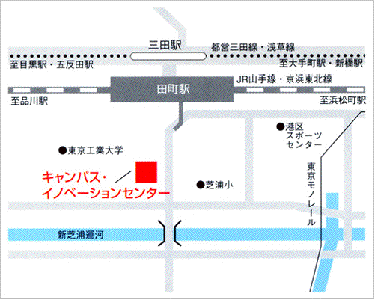 三田駅
都営三田線・浅草線
至目黒駅・五反田駅
至大手町駅・新橋駅
JR山手線・京浜東北線
田町駅
至品川駅
至浜松町駅
港区
スポーツ
センター
東京工業大学
キャンパス・
イノベーションセンター
芝浦小
東京モノレール
新芝浦運河